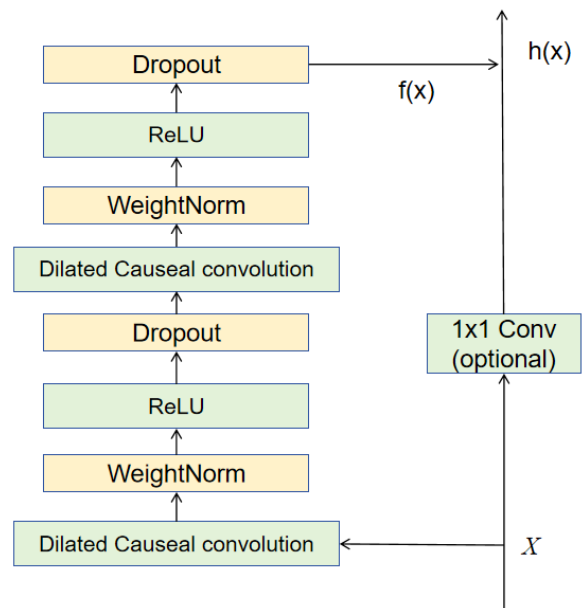 Dropout
h(x)
f(x)
ReLU
WeightNorm
Dilated Causeal convolution
Dropout
1x1 Conv
(optional)
ReLU
WeightNorm
Dilated Causeal convolution
X